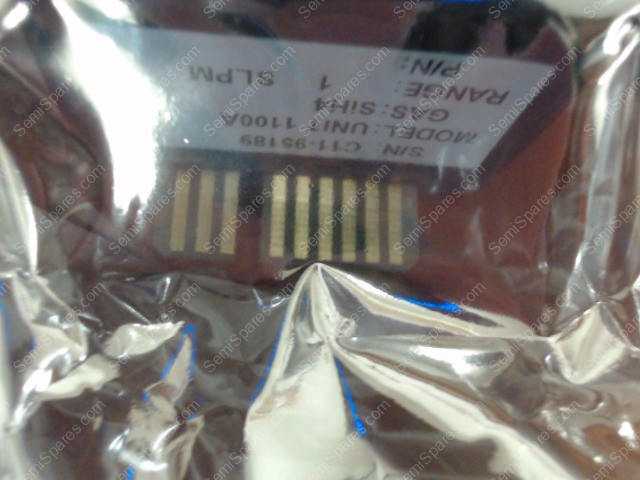 S/N: C11-95189
MODEL: UNIT 1100A
GAS: SiH4
RANGE: 1 SLPM
P/N:
SemiSpares.com